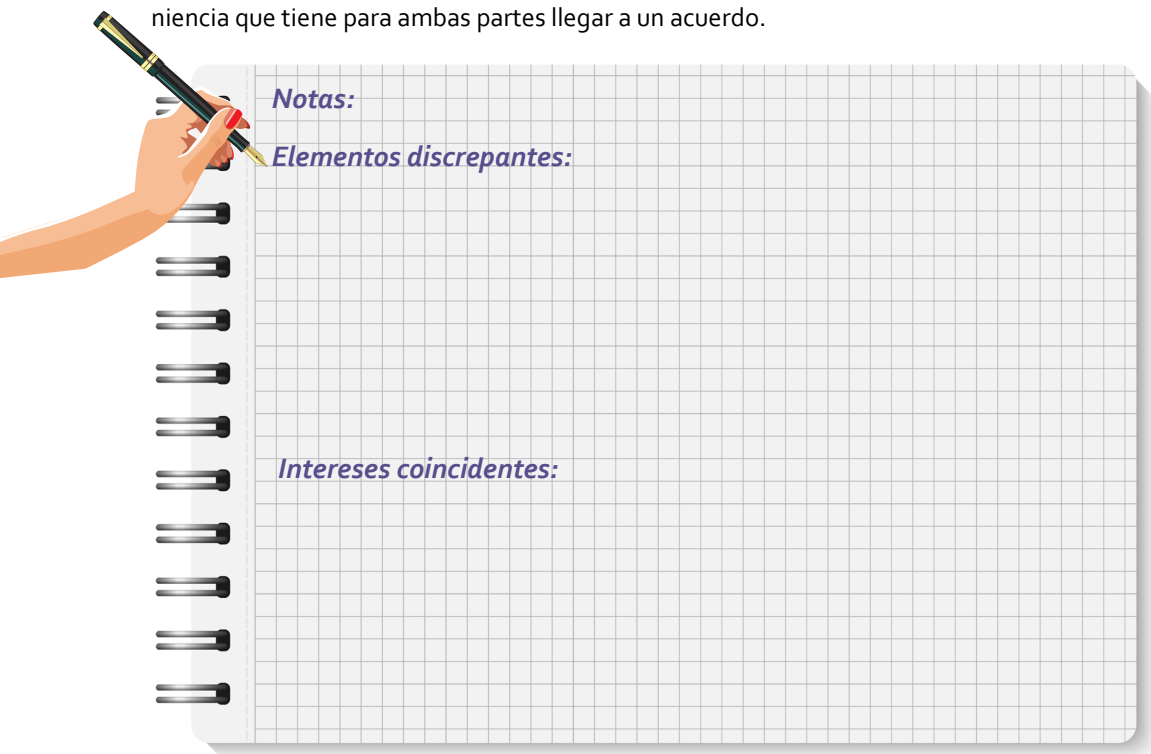 niencia que tiene para ambas partes llegar a un acuerdo.
Notas:
Elementos discrepantes:
Intereses coincidentes: